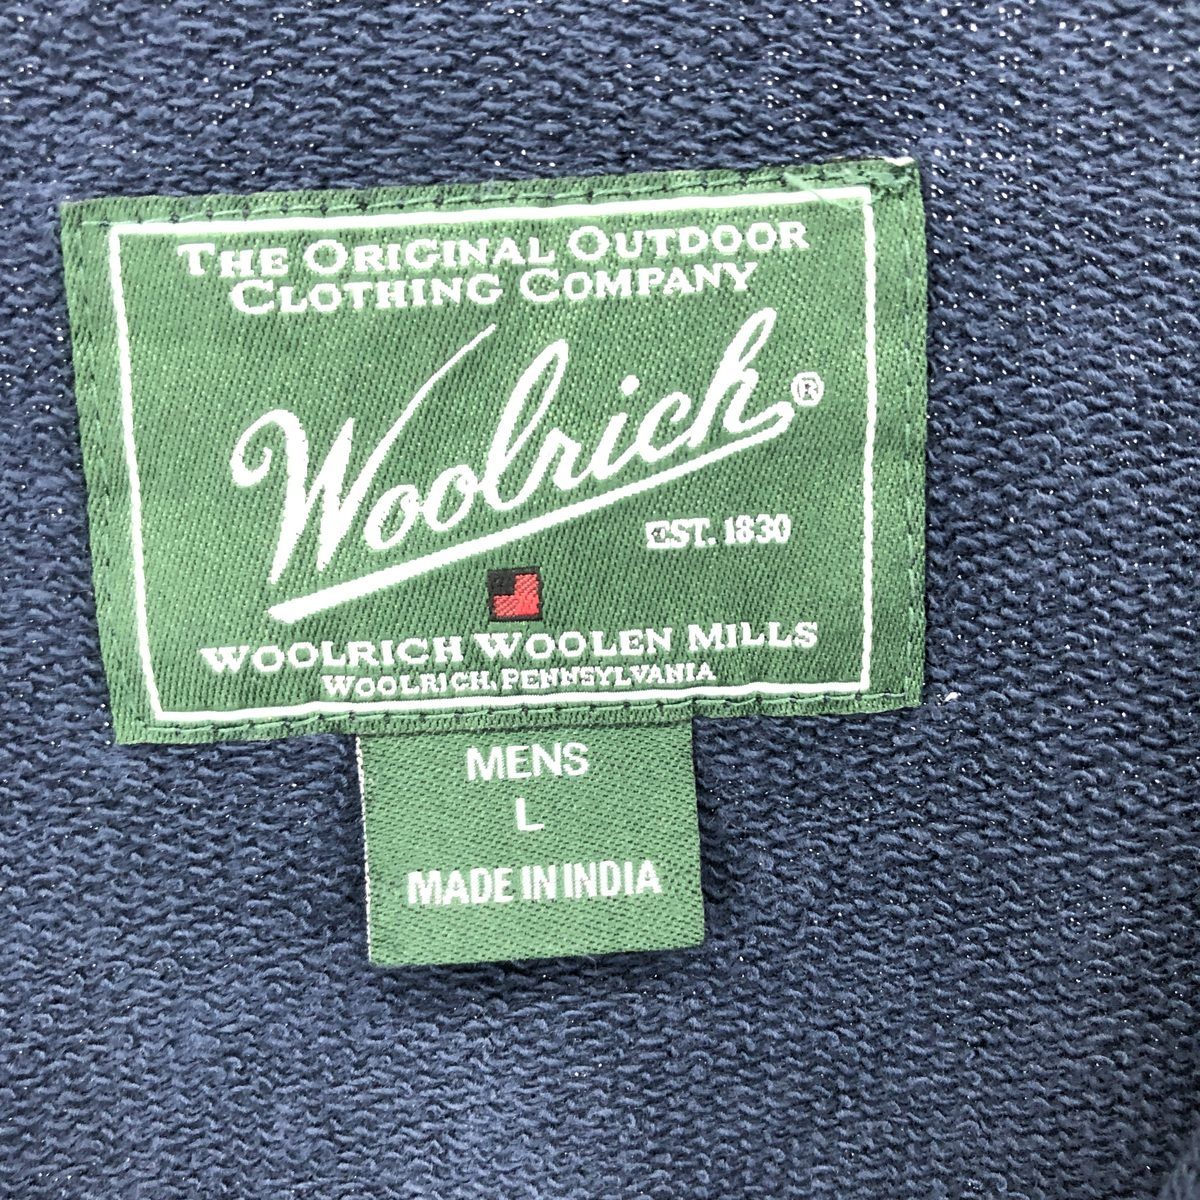 THE ORIGINAL OUTDOOR
CLOTHING COMPANY
Woolrich®
EST. 1830
WOOLRICH WOOLEN MILLS
WOOLRICH, PENNSYLVANIA
MENS
L
MADE IN INDIA